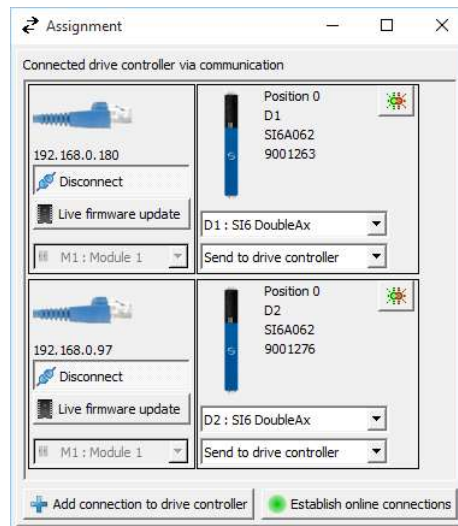 Assignment
Connected drive controller via communication
192.168.0.180
Disconnect
Live firmware update
M1 : Module 1
Position 0
D1
SI6A062
9001263
D1 : SI6 DoubleAx
Send to drive controller
192.168.0.97
Disconnect
Live firmware update
M1 : Module 1
Position 0
D2
SI6A062
9001276
D2 : SI6 DoubleAx
Send to drive controller
Add connection to drive controller
Establish online connections